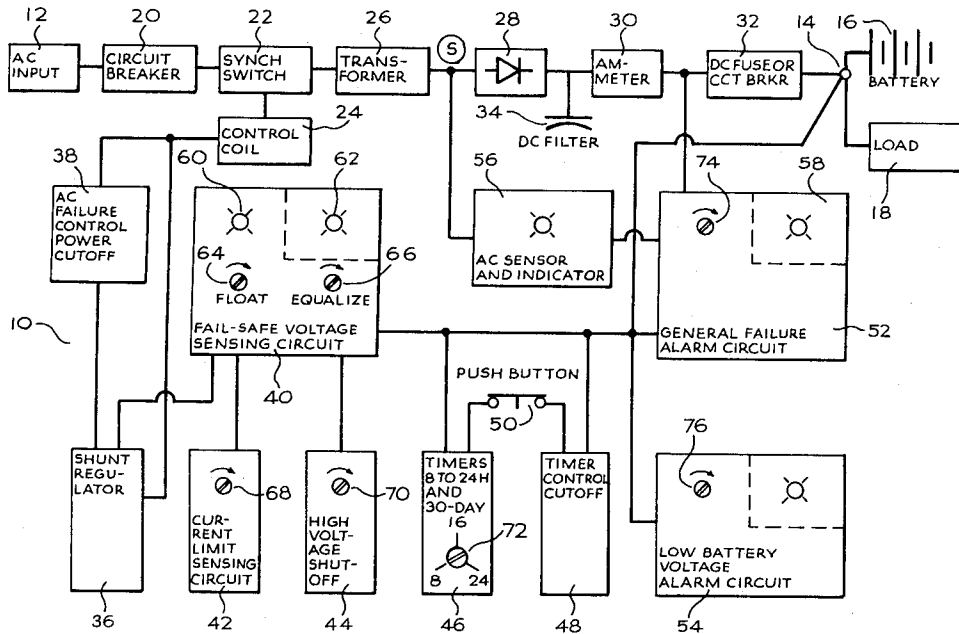 12
20
22
26
28
30
32
14
16
S
AC
INPUT
CIRCUIT
BREAKER
SYNCH
SWITCH
TRANS-
FORMER
AM-
METER
DC FUSE OR
CCT BRKR
BATTERY
24
34
DC FILTER
CONTROL
COIL
LOAD
18
38
60
62
56
74
58
AC
FAILURE
CONTROL
POWER
CUTOFF
64
66
FLOAT
EQUALIZE
AC SENSOR
AND INDICATOR
10
FAIL-SAFE VOLTAGE
SENSING CIRCUIT
40
GENERAL FAILURE
ALARM CIRCUIT
52
PUSH BUTTON
50
SHUNT
REGU-
LATOR
36
68
CUR-
RENT
LIMIT
SENSING
CIRCUIT
42
70
HIGH
VOLT-
AGE
SHUT-
OFF
44
TIMERS
8 TO 24H
AND
30-DAY
16
72
8
24
46
TIMER
CONTROL
CUTOFF
48
76
LOW BATTERY
VOLTAGE
ALARM CIRCUIT
54